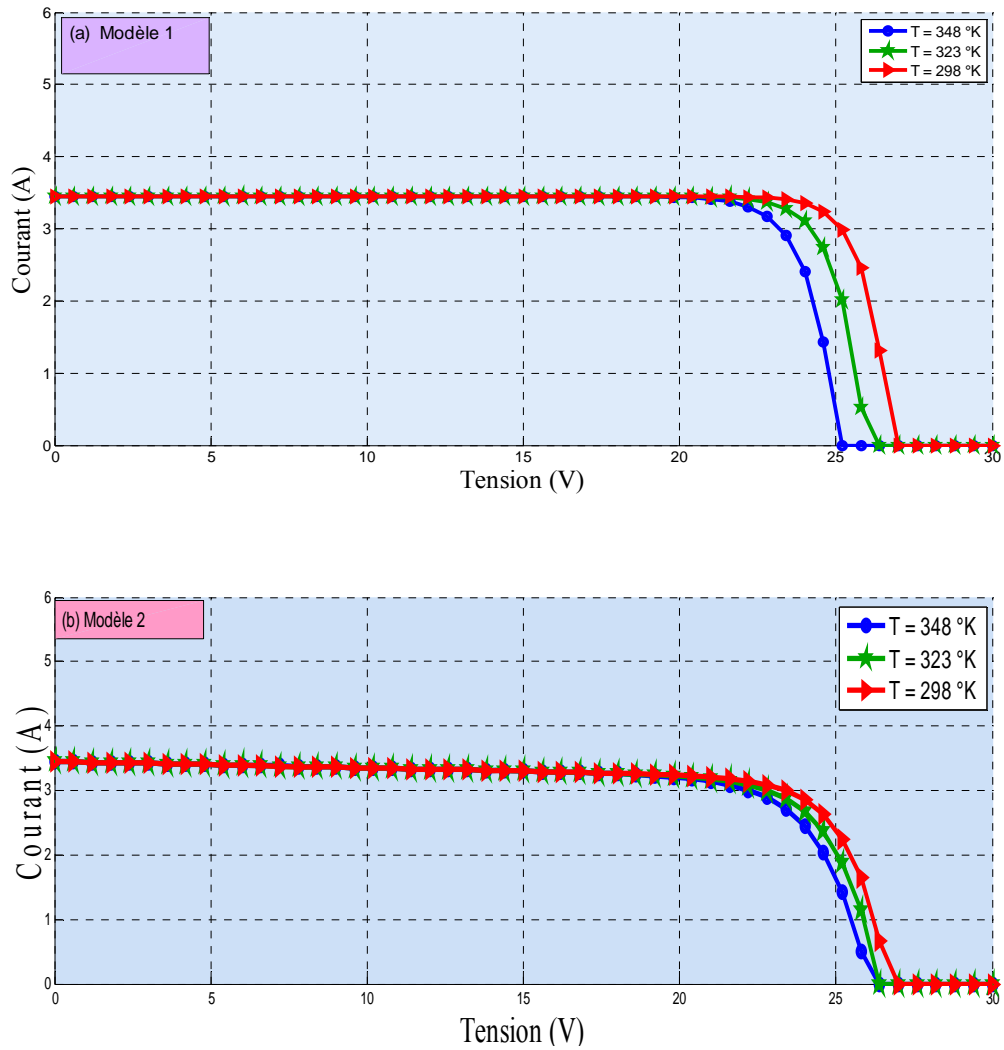 (a) Modèle 1
T = 348 °K
T = 323 °K
T = 298 °K
6
5
4
3
2
1
0
Courant (A)
0 5 10 15 20 25 30
Tension (V)
(b) Modèle 2
T = 348 °K
T = 323 °K
T = 298 °K
6
5
4
3
2
1
0
Courant (A)
0 5 10 15 20 25 30
Tension (V)